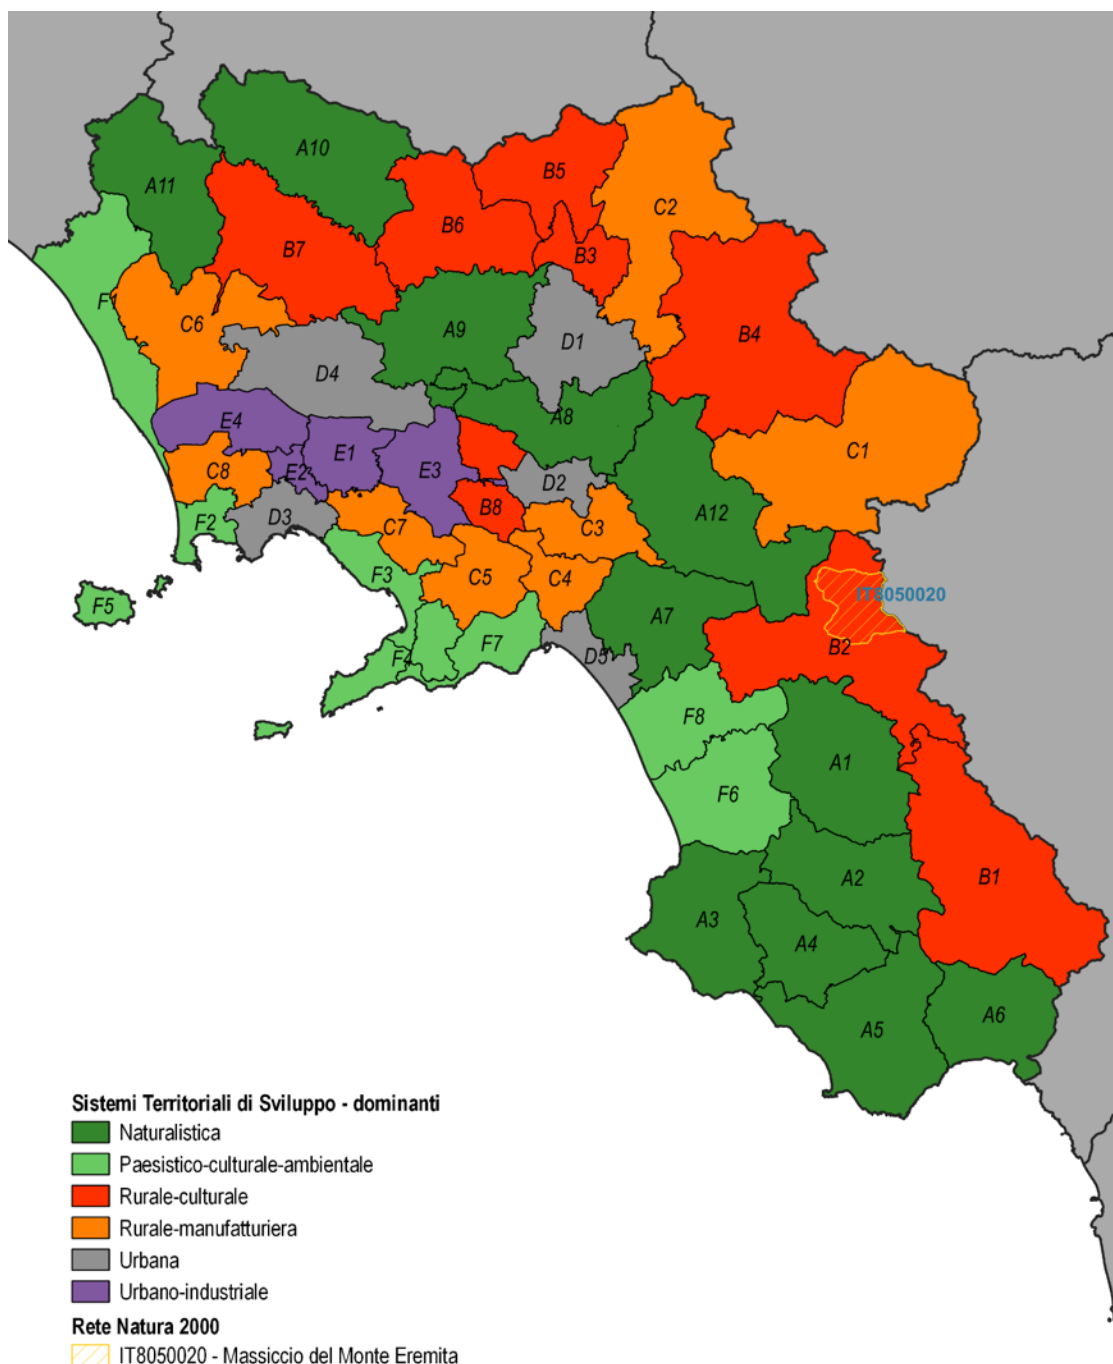 A10
A11
B5
C2
B6
B7
B3
F1
C6
A9
D1
B4
D4
A8
E4
E1
E2
E3
C8
D2
C1
B8
A12
F2
D3
C7
C3
F3
C5
C4
F5
A7
IT8050020
F4
F7
D5
B2
F8
A1
F6
A2
B1
A3
A4
A5
A6
Sistemi Territoriali di Sviluppo - dominanti
Naturalistica
Paesistico-culturale-ambientale
Rurale-culturale
Rurale-manufatturiera
Urbana
Urbano-industriale
Rete Natura 2000
IT8050020 - Massiccio del Monte Eremita